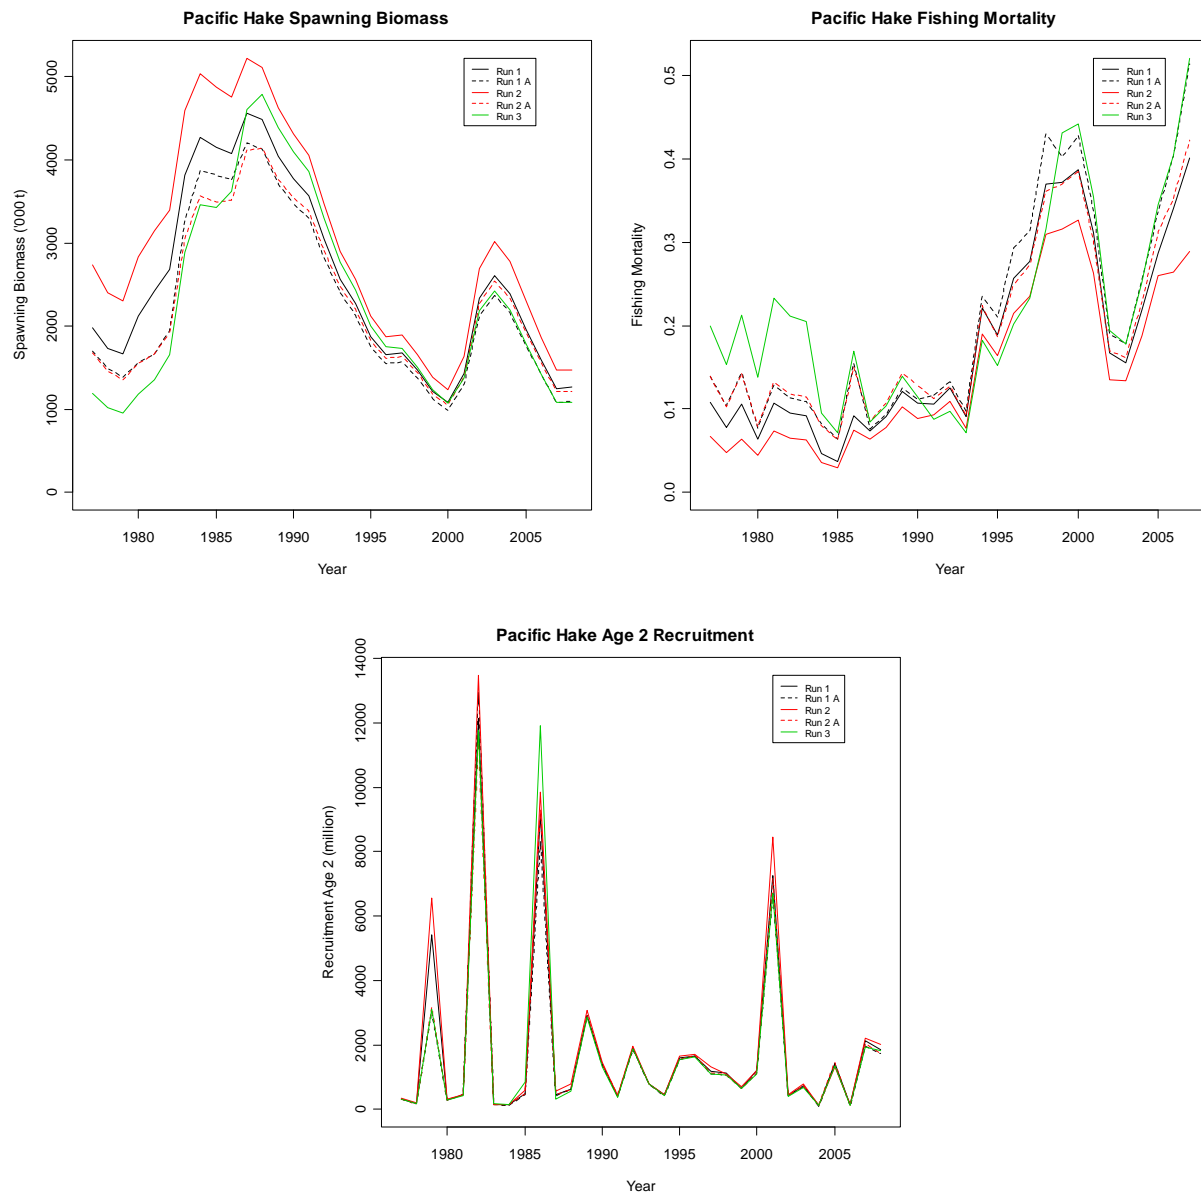 Pacific Hake Spawning Biomass
Spawning Biomass ('000 t)
5000
4000
3000
2000
1000
0
Run 1
Run 1 A
Run 2
Run 2 A
Run 3
1980 1985 1990 1995 2000 2005
Year
Pacific Hake Fishing Mortality
Fishing Mortality
0.5
0.4
0.3
0.2
0.1
0.0
Run 1
Run 1 A
Run 2
Run 2 A
Run 3
1980 1985 1990 1995 2000 2005
Year
Pacific Hake Age 2 Recruitment
Recruitment Age 2 (million)
14000
12000
10000
8000
6000
4000
2000
0
Run 1
Run 1 A
Run 2
Run 2 A
Run 3
1980 1985 1990 1995 2000 2005
Year